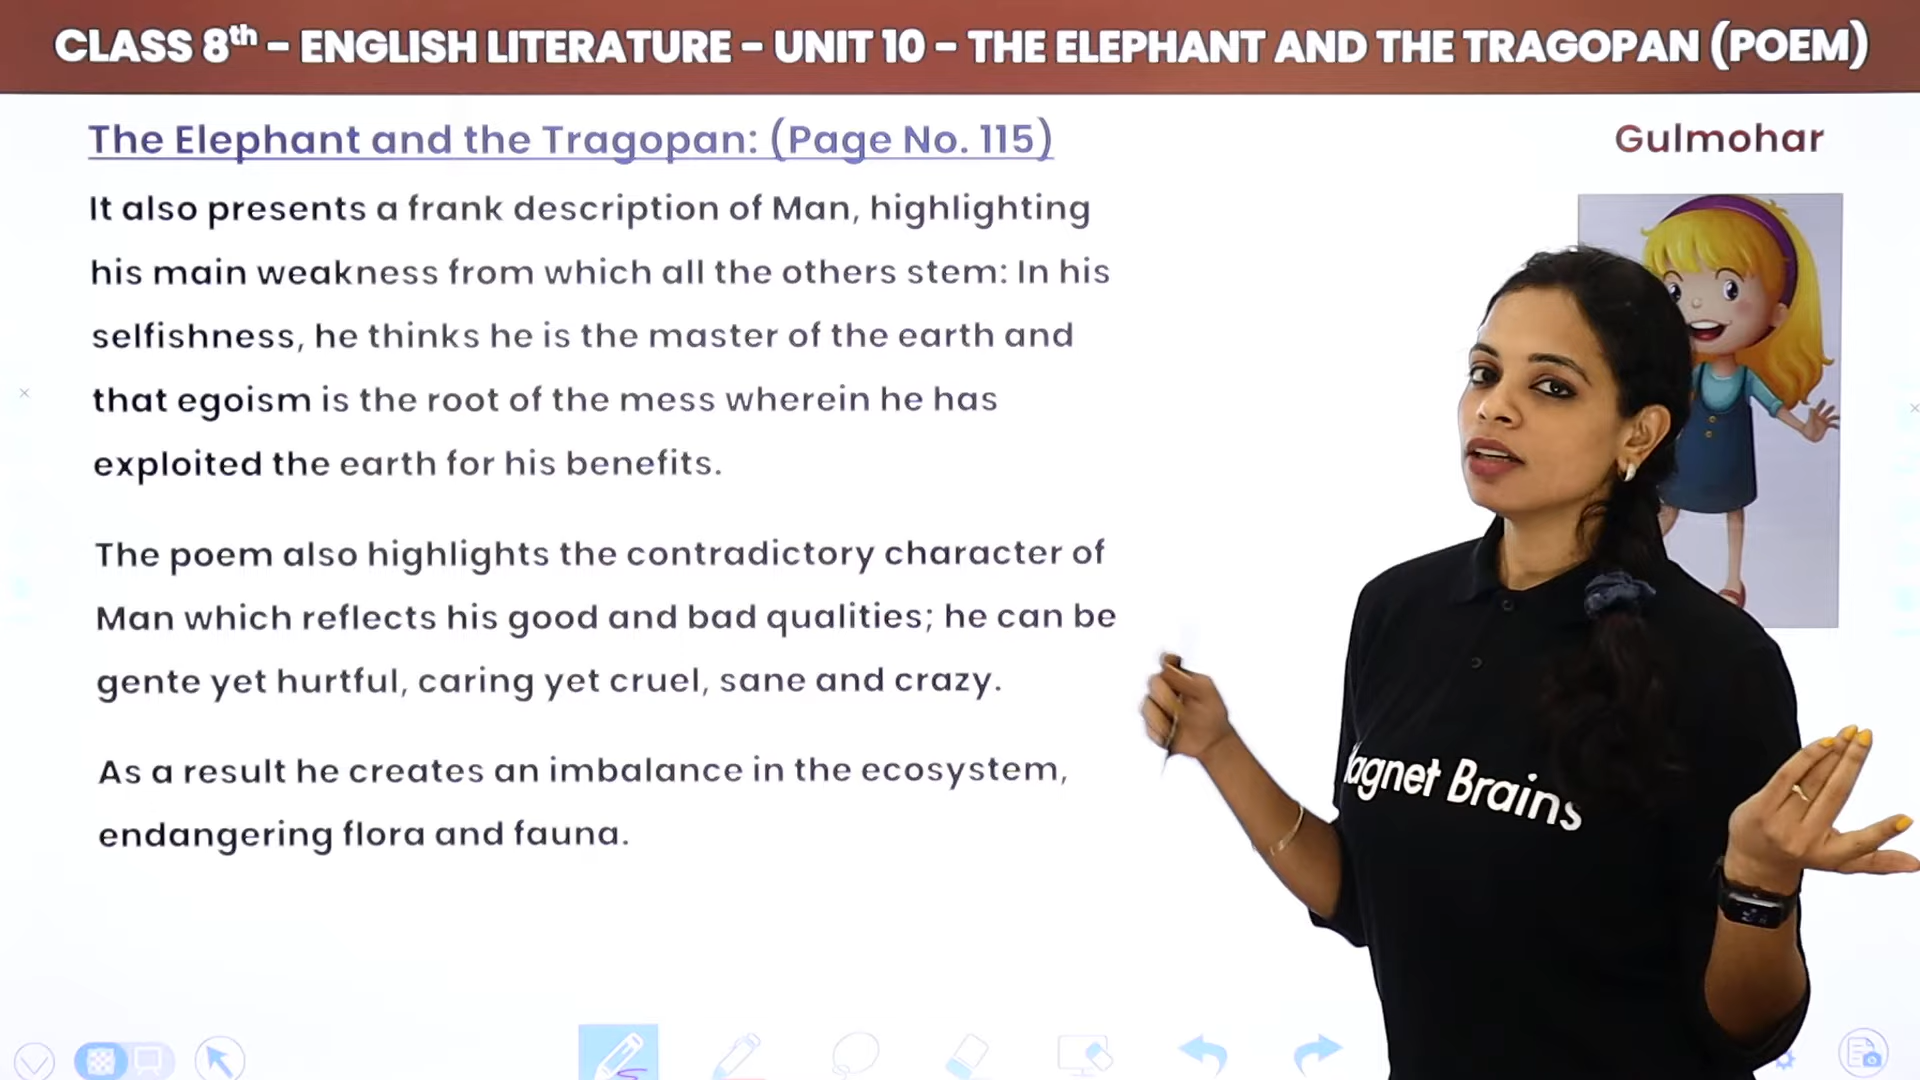 CLASS 8th - ENGLISH LITERATURE - UNIT 10 - THE ELEPHANT AND THE TRAGOPAN (POEM)
The Elephant and the Tragopan: (Page No. 115)
Gulmohar
It also presents a frank description of Man, highlighting
his main weakness from which all the others stem: In his
selfishness, he thinks he is the master of the earth and
that egoism is the root of the mess wherein he has
exploited the earth for his benefits.
The poem also highlights the contradictory character of
Man which reflects his good and bad qualities; he can be
gente yet hurtful, caring yet cruel, sane and crazy.
As a result he creates an imbalance in the ecosystem,
endangering flora and fauna.
agnet Brains